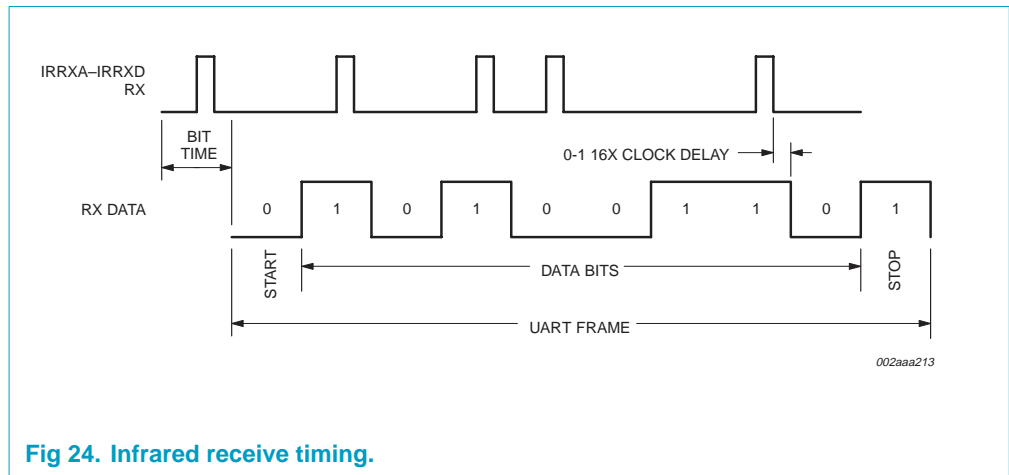 IRRXA–IRRXD
RX
BIT
TIME
0-1 16X CLOCK DELAY
RX DATA
0 1 0 1 0 0 1 1 0 1
START
DATA BITS
STOP
UART FRAME
002aaa213
Fig 24. Infrared receive timing.